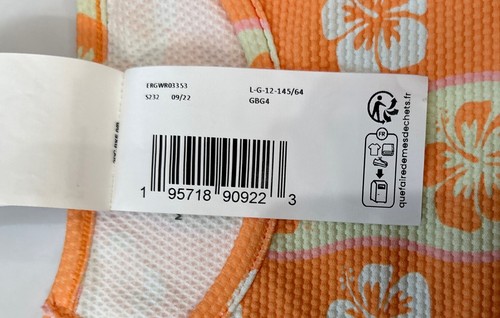 ERGWR03353
S232 09/22
L-G-12-145/64
GBG4
1 95718 90922 3
FR
quefairedemesdechets.fr